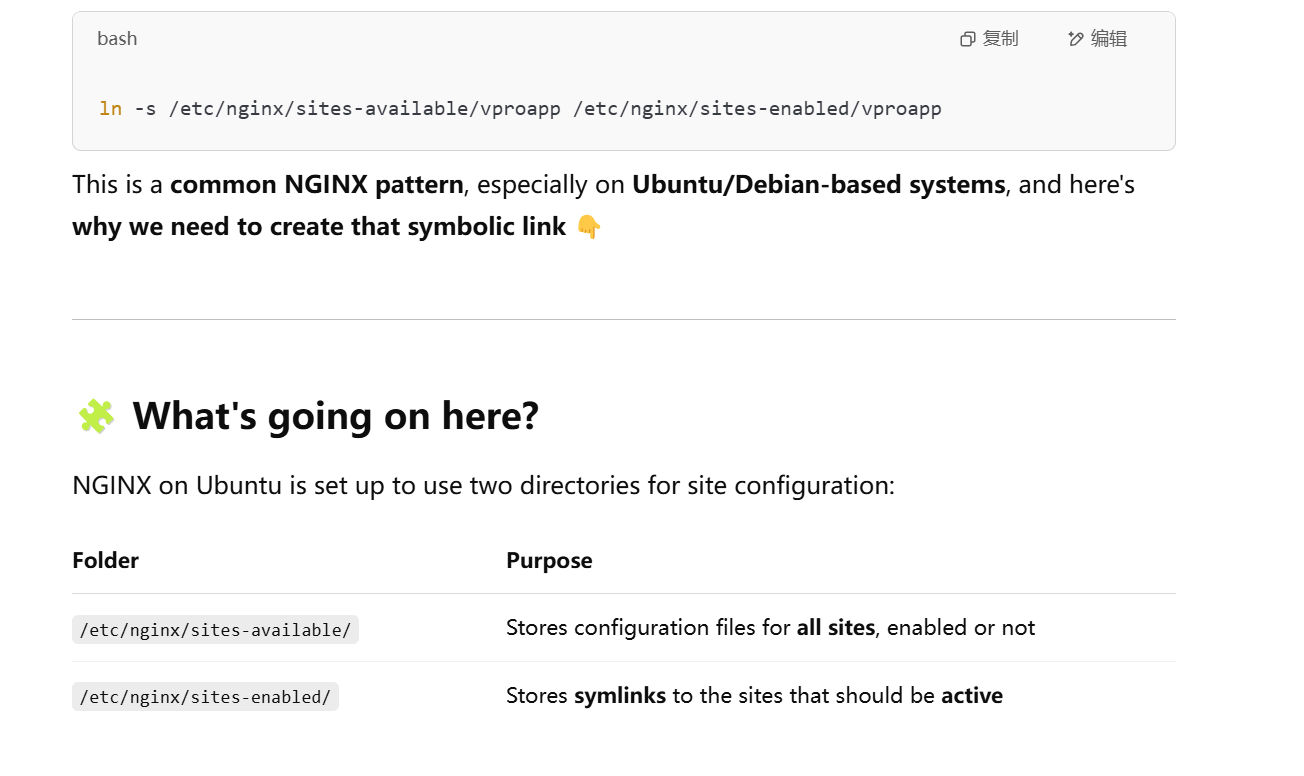 bash 复制 编辑
ln -s /etc/nginx/sites-available/vproapp /etc/nginx/sites-enabled/vproapp
This is a common NGINX pattern, especially on Ubuntu/Debian-based systems, and here's
why we need to create that symbolic link 👇
🧩 What's going on here?
NGINX on Ubuntu is set up to use two directories for site configuration:
Folder Purpose
/etc/nginx/sites-available/ Stores configuration files for all sites, enabled or not
/etc/nginx/sites-enabled/ Stores symlinks to the sites that should be active